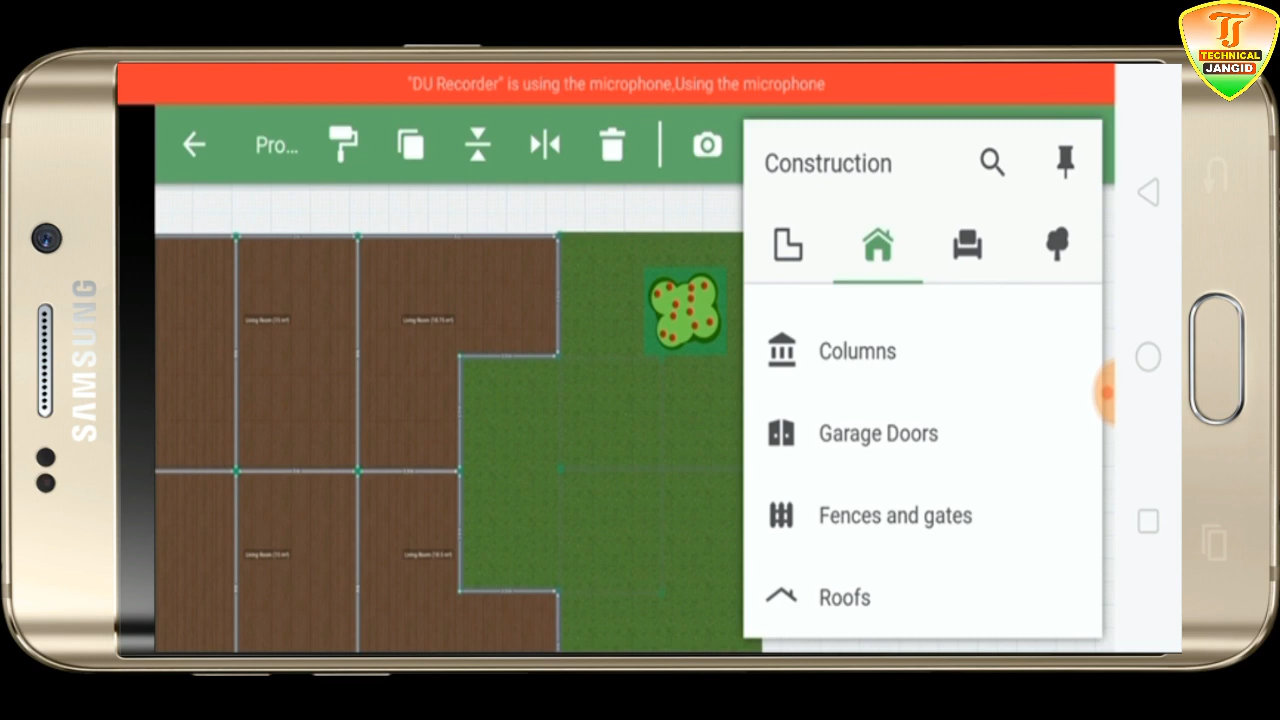 TJ
TECHNICAL
JANGID
"DU Recorder" is using the microphone,Using the microphone
Pro...
Construction
Columns
Garage Doors
Fences and gates
Roofs
SAMSUNG